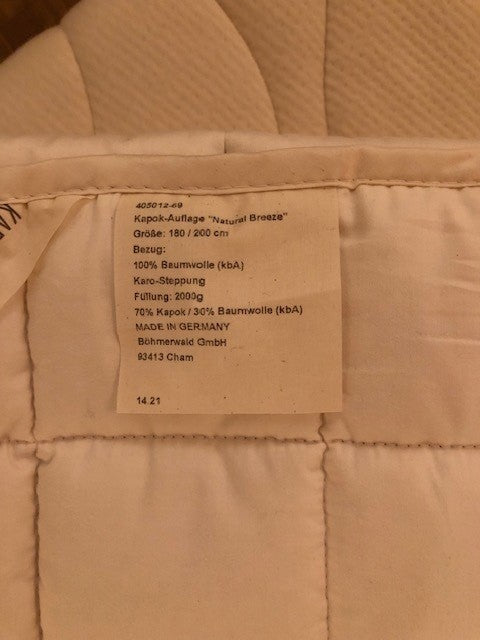 405012-69
Kapok-Auflage "Natural Breeze"
Größe: 180 / 200 cm
Bezug:
100% Baumwolle (kbA)
Karo-Steppung
Füllung: 2000g
70% Kapok / 30% Baumwolle (kbA)
MADE IN GERMANY
Böhmerwald GmbH
93413 Cham
14.21